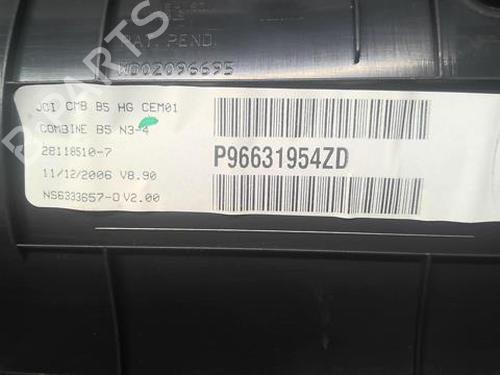 PAT. PEND
W002096695
JCI CMB B5 HG CEM01
COMBINE B5 N3-4
28118510-7
11/12/2006 V8.90
NS6333657-D V2.00
P96631954ZD
B-PARTS